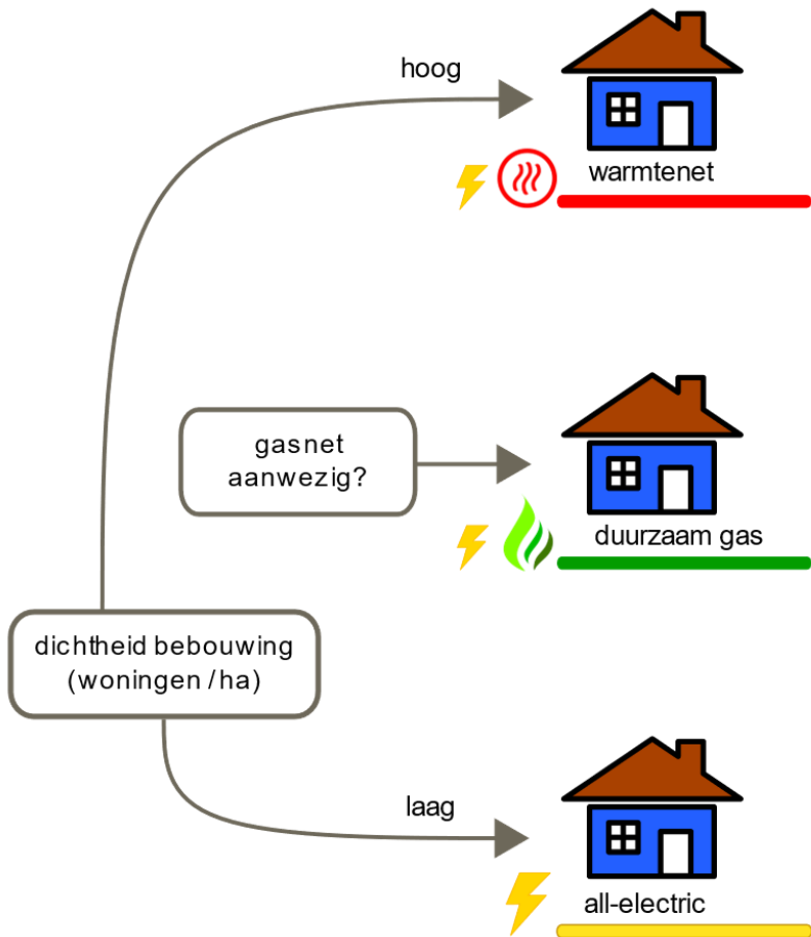 hoog
warmtenet
gasnet
aanwezig?
duurzaam gas
dichtheid bebouwing
(woningen /ha)
laag
all-electric